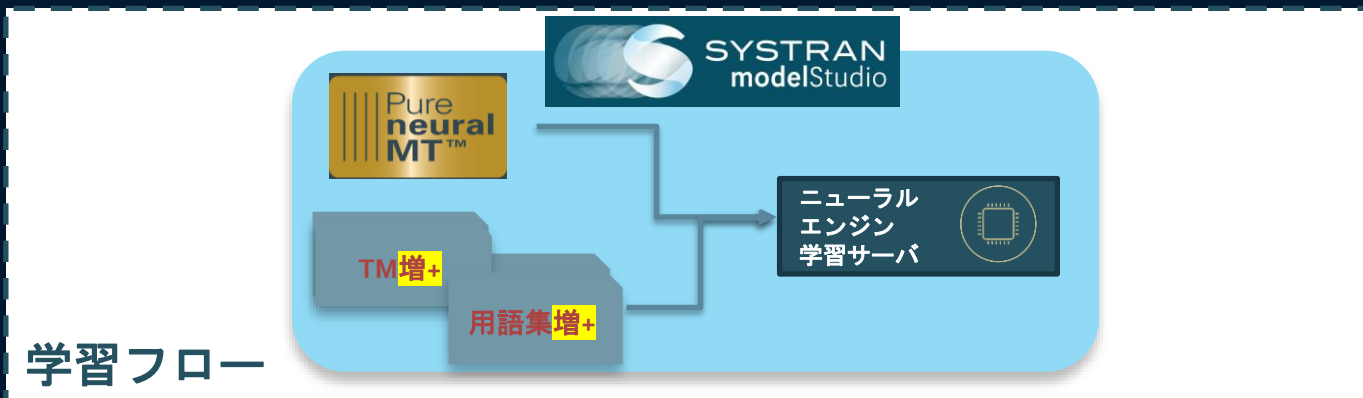 SYSTRAN
modelStudio
Pure
neural
MT™
ニューラル
エンジン
学習サーバ
TM増+
用語集増+
学習フロー